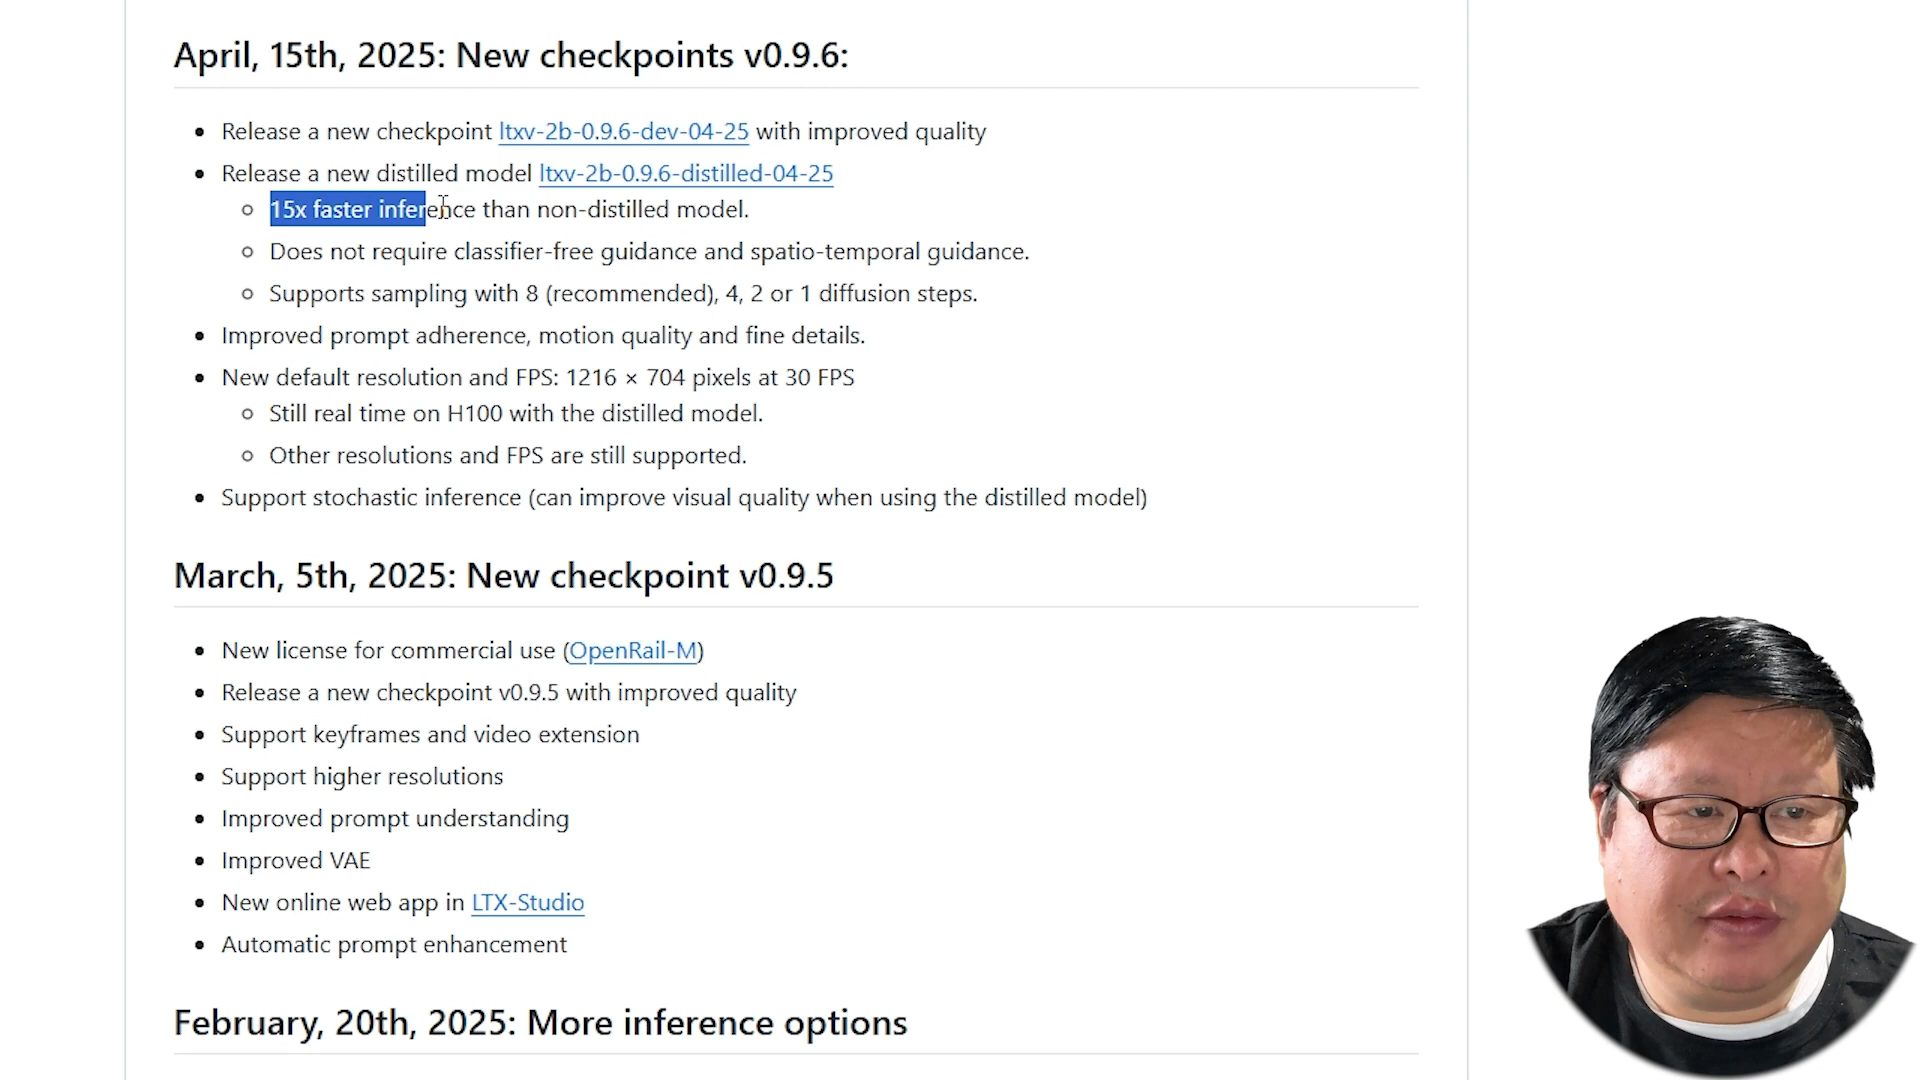 April, 15th, 2025: New checkpoints v0.9.6:
Release a new checkpoint ltxv-2b-0.9.6-dev-04-25 with improved quality
Release a new distilled model ltxv-2b-0.9.6-distilled-04-25
15x faster inference than non-distilled model.
Does not require classifier-free guidance and spatio-temporal guidance.
Supports sampling with 8 (recommended), 4, 2 or 1 diffusion steps.
Improved prompt adherence, motion quality and fine details.
New default resolution and FPS: 1216 × 704 pixels at 30 FPS
Still real time on H100 with the distilled model.
Other resolutions and FPS are still supported.
Support stochastic inference (can improve visual quality when using the distilled model)
March, 5th, 2025: New checkpoint v0.9.5
New license for commercial use (OpenRail-M)
Release a new checkpoint v0.9.5 with improved quality
Support keyframes and video extension
Support higher resolutions
Improved prompt understanding
Improved VAE
New online web app in LTX-Studio
Automatic prompt enhancement
February, 20th, 2025: More inference options